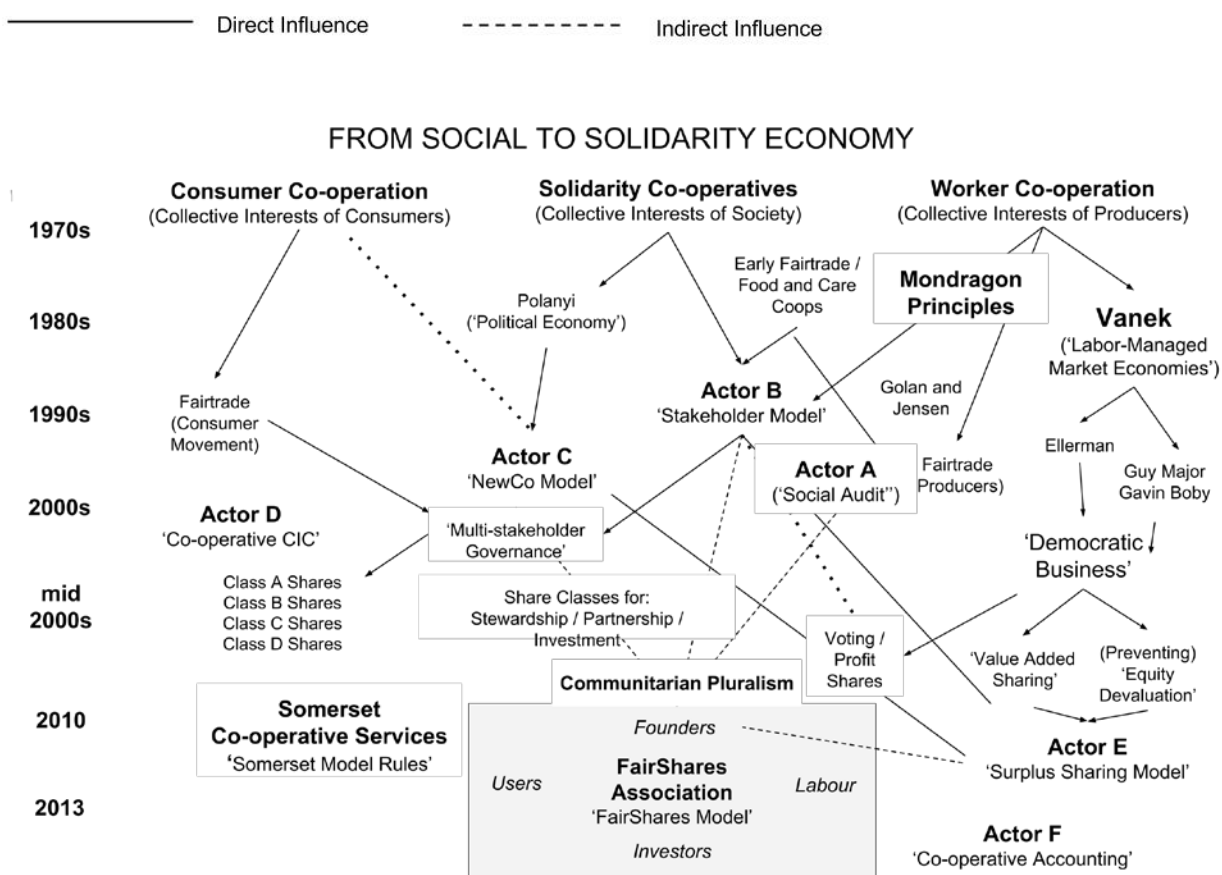 Direct Influence
Indirect Influence
FROM SOCIAL TO SOLIDARITY ECONOMY
Consumer Co-operation
(Collective Interests of Consumers)
Solidarity Co-operatives
(Collective Interests of Society)
Worker Co-operation
(Collective Interests of Producers)
1970s
Early Fairtrade /
Food and Care
Coops
Mondragon
Principles
Polanyi
(‘Political Economy’)
1980s
Vanek
(‘Labor-Managed
Market Economies’)
Actor B
‘Stakeholder Model’
Golan and
Jensen
1990s
Fairtrade
(Consumer
Movement)
Actor C
‘NewCo Model’
Actor A
(‘Social Audit’')
Fairtrade
Producers)
Ellerman
Guy Major
Gavin Boby
2000s
Actor D
‘Co-operative CIC’
‘Multi-stakeholder
Governance’
‘Democratic
Business’
Class A Shares
Class B Shares
Class C Shares
Class D Shares
mid
2000s
Share Classes for:
Stewardship / Partnership /
Investment
Voting /
Profit
Shares
‘Value Added
Sharing’
(Preventing)
‘Equity
Devaluation’
Communitarian Pluralism
2010
Somerset
Co-operative Services
‘Somerset Model Rules’
Founders
Users
FairShares
Association
‘FairShares Model’
Labour
Investors
Actor E
‘Surplus Sharing Model’
2013
Actor F
‘Co-operative Accounting’